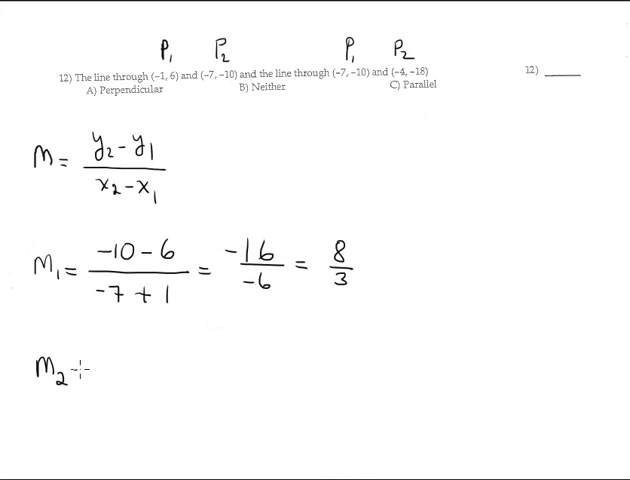 P₁ P₂ P₁ P₂
12) The line through (−1, 6) and (−7, −10) and the line through (−7, −10) and (−4, −18) 12) ______
A) Perpendicular B) Neither C) Parallel
m = (y₂ − y₁)/(x₂ − x₁)
m₁ = (−10 − 6)/(−7 + 1) = −16/−6 = 8/3
m₂ =